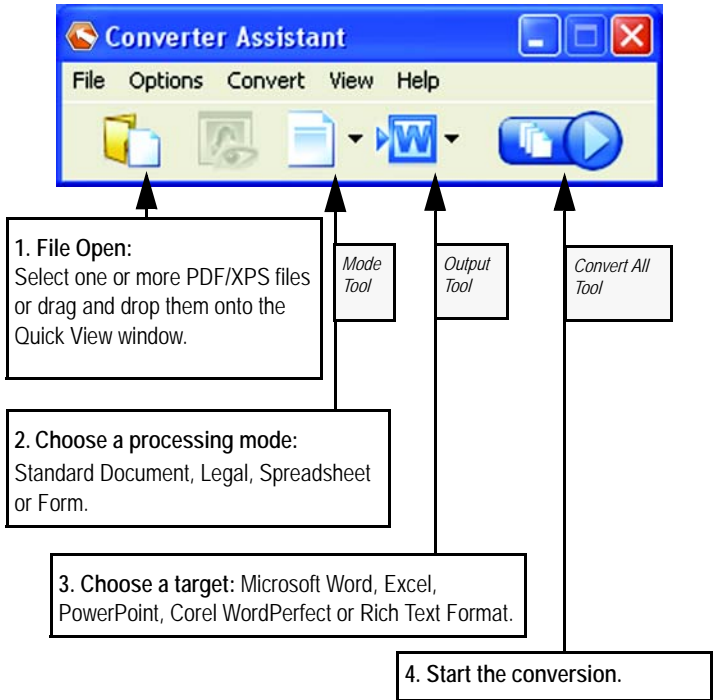 Converter Assistant
File Options Convert View Help
W
1. File Open:
Select one or more PDF/XPS files
or drag and drop them onto the
Quick View window.
Mode
Tool
Output
Tool
Convert All
Tool
2. Choose a processing mode:
Standard Document, Legal, Spreadsheet
or Form.
3. Choose a target: Microsoft Word, Excel,
PowerPoint, Corel WordPerfect or Rich Text Format.
4. Start the conversion.